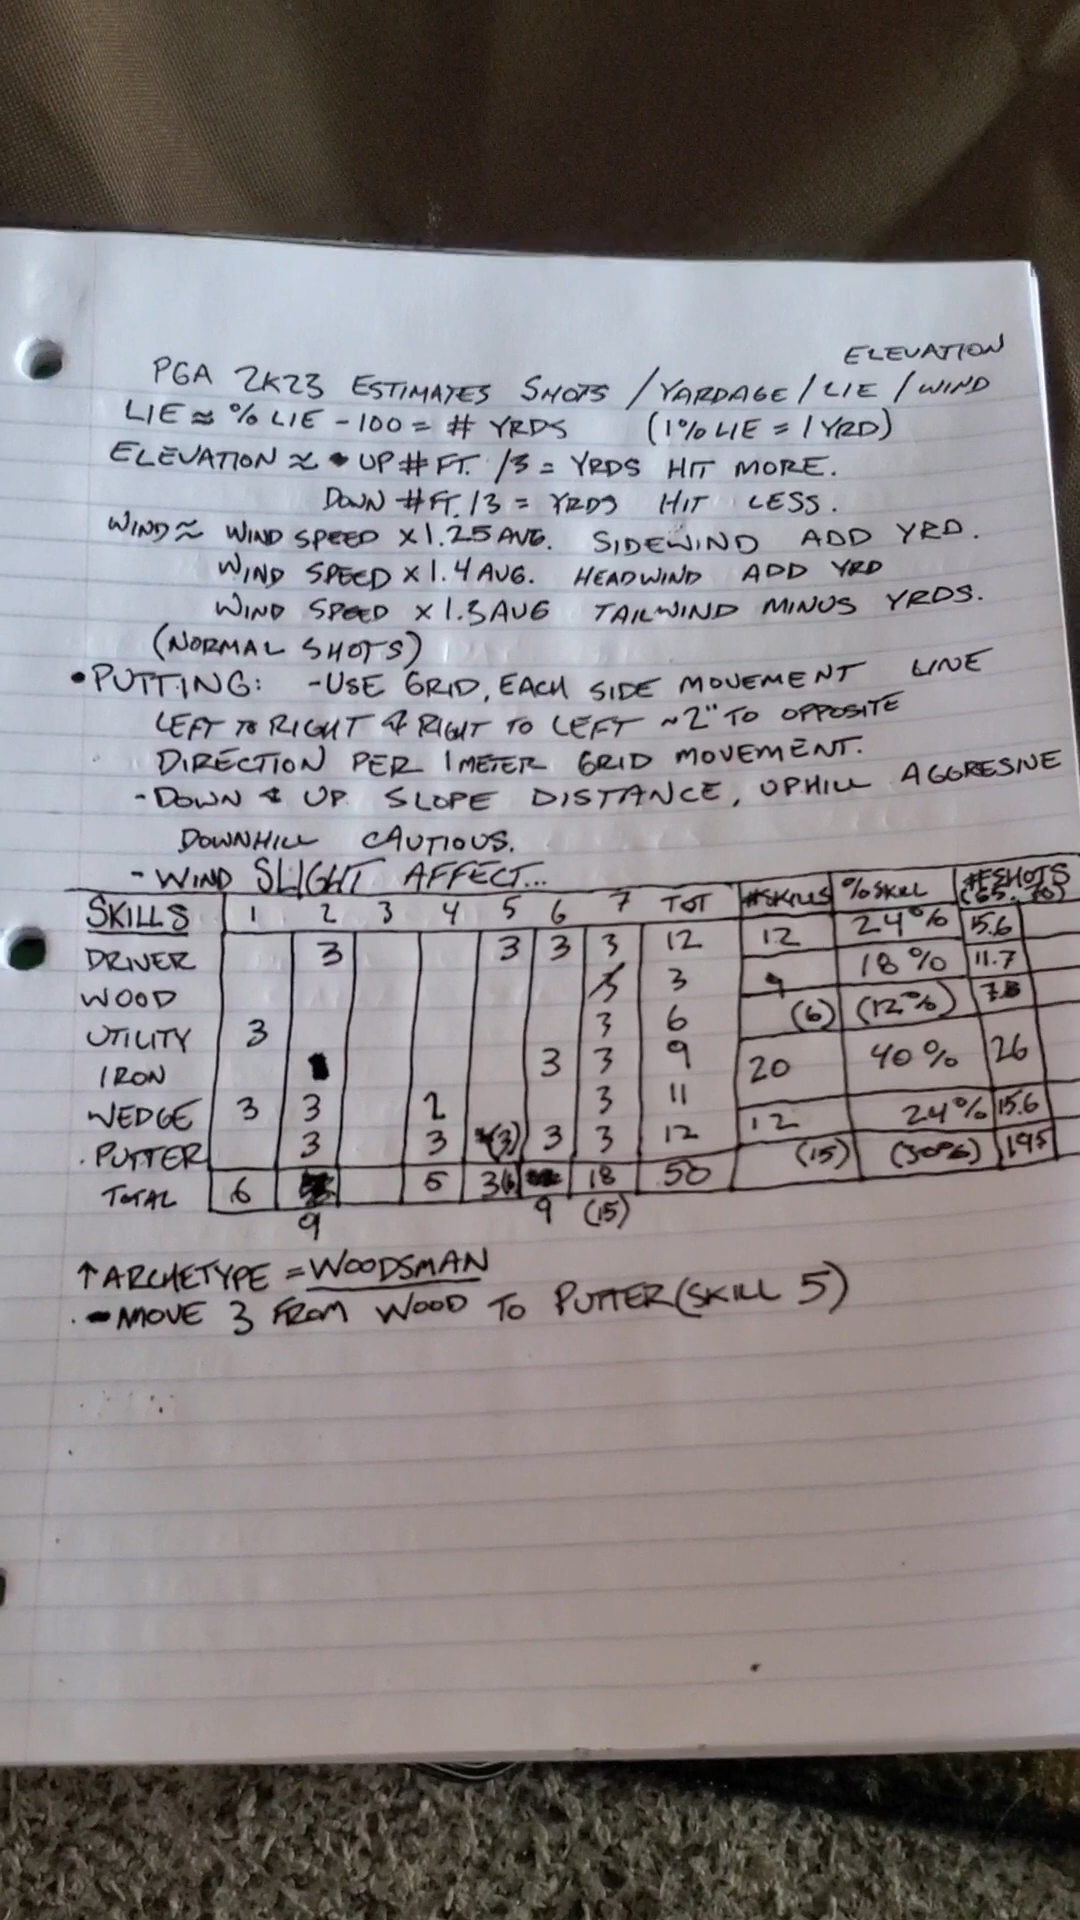 ELEVATION
PGA 2K23 ESTIMATES SHOTS / YARDAGE / LIE / WIND
LIE ≈ % LIE - 100 = # YRDS (1% LIE = 1 YRD)
ELEVATION ≈ UP # FT. /3 = YRDS HIT MORE.
DOWN # FT. /3 = YRDS HIT LESS.
WIND ≈ WIND SPEED X 1.25 AVG. SIDEWIND ADD YRD.
WIND SPEED X 1.4 AUG. HEADWIND ADD YRD
WIND SPEED X 1.3 AUG TAILWIND MINUS YRDS.
(NORMAL SHOTS)
• PUTTING: - USE GRID, EACH SIDE MOVEMENT LINE
LEFT TO RIGHT & RIGHT TO LEFT ~2" TO OPPOSITE
DIRECTION PER 1 METER GRID MOVEMENT.
- DOWN & UP SLOPE DISTANCE, UPHILL AGGRESIVE
DOWNHILL CAUTIOUS.
- WIND SLIGHT AFFECT...
SKILLS 1 2 3 4 5 6 7 TOT #SKILLS % SKILL # SHOTS (65-70)
DRIVER 3 3 3 3 12 12 24% 15.6
WOOD 3 3 9 18% 11.7
UTILITY 3 3 6 (6) (12%) 7.8
IRON 3 3 9 20 40% 26
WEDGE 3 3 2 3 11 12 24% 15.6
PUTTER 3 3 (3) 3 3 12 (15) (30%) 195
TOTAL 6 5 18 50
9 9 (15)
↑ ARCHETYPE = WOODSMAN
- MOVE 3 FROM WOOD TO PUTTER (SKILL 5)